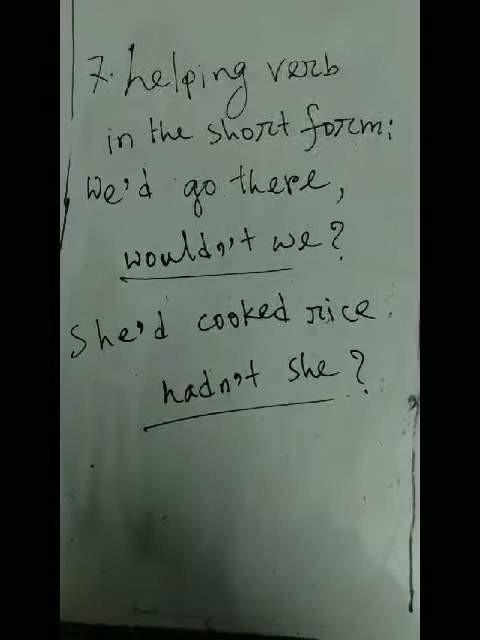 7. helping verb
in the short form:
We'd go there,
wouldn't we?
She'd cooked rice.
hadn't she?